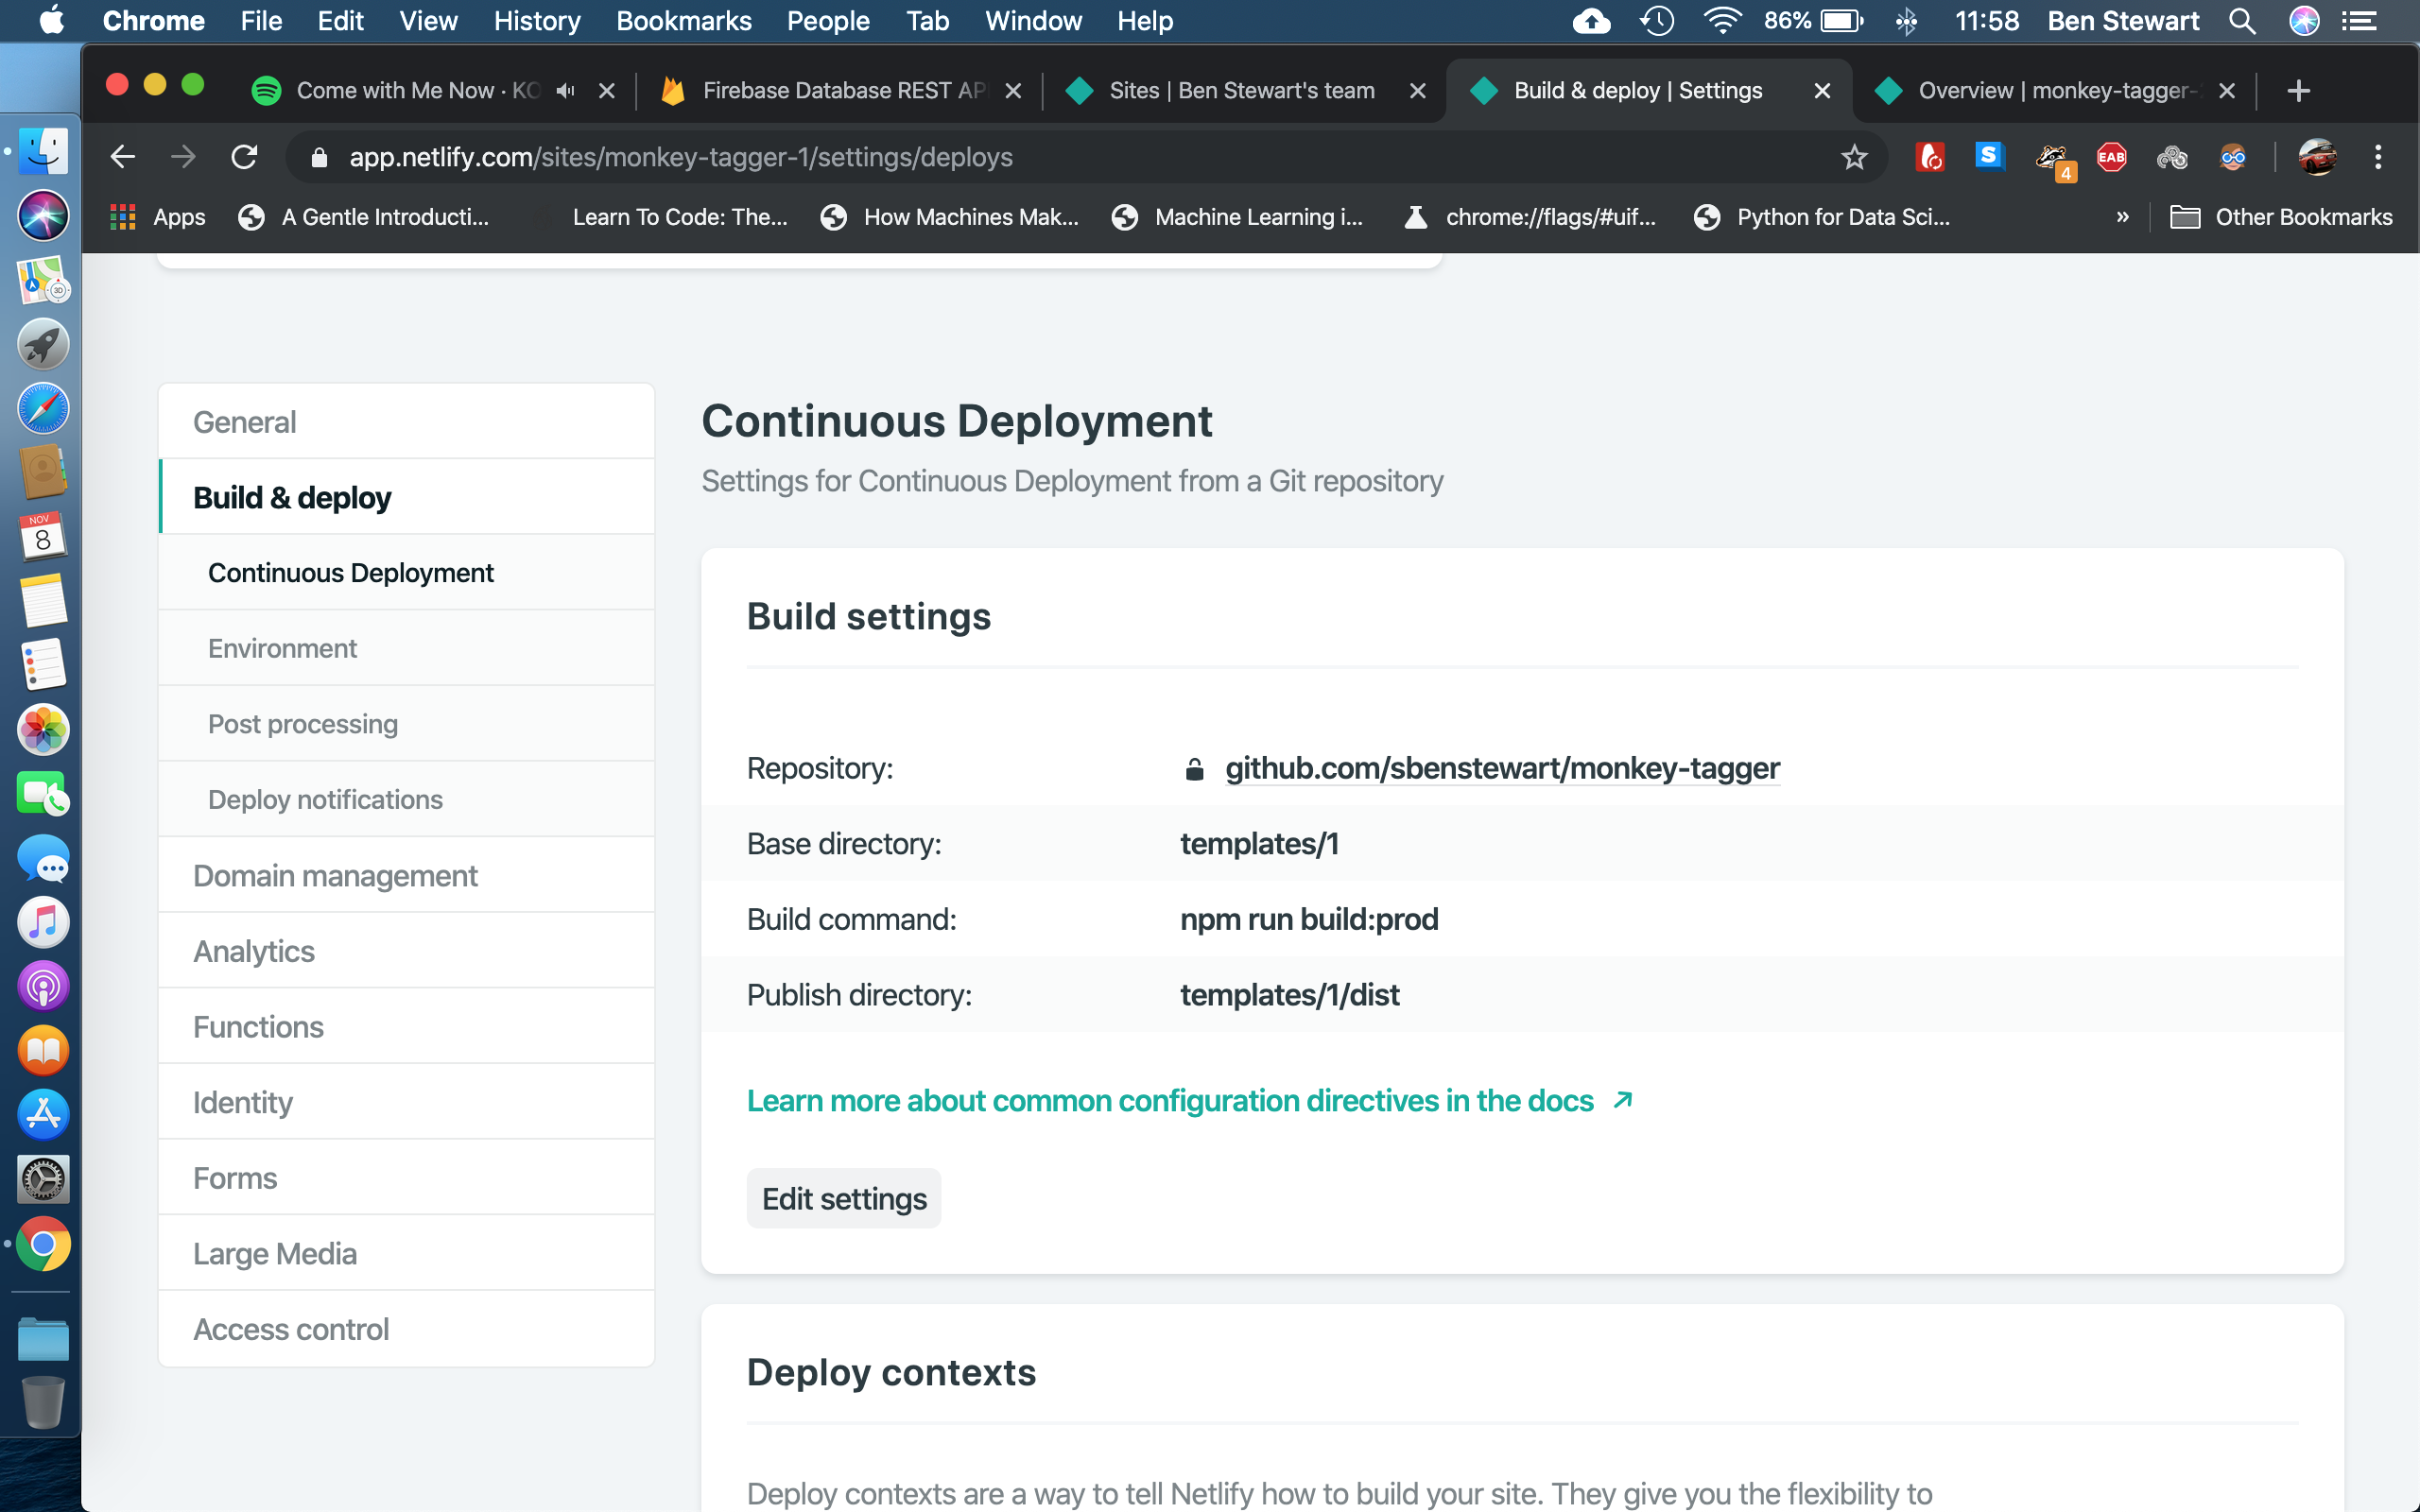 Chrome File Edit View History Bookmarks People Tab Window Help 86% 11:58 Ben Stewart
Come with Me Now · KO Firebase Database REST AP Sites | Ben Stewart's team Build & deploy | Settings Overview | monkey-tagger-
app.netlify.com/sites/monkey-tagger-1/settings/deploys S 4 EAB
Apps A Gentle Introducti... Learn To Code: The... How Machines Mak... Machine Learning i... chrome://flags/#uif... Python for Data Sci... » Other Bookmarks
3D
NOV
8
General
Build & deploy
Continuous Deployment
Environment
Post processing
Deploy notifications
Domain management
Analytics
Functions
Identity
Forms
Large Media
Access control
Continuous Deployment
Settings for Continuous Deployment from a Git repository
Build settings
Repository: github.com/sbenstewart/monkey-tagger
Base directory: templates/1
Build command: npm run build:prod
Publish directory: templates/1/dist
Learn more about common configuration directives in the docs
Edit settings
Deploy contexts
Deploy contexts are a way to tell Netlify how to build your site. They give you the flexibility to